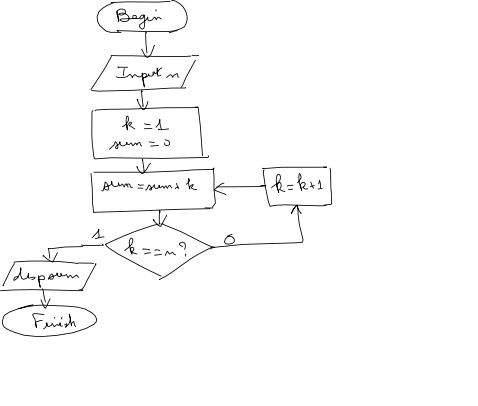 Begin
Input n
k = 1
sum = 0
sum = sum + k
k = k + 1
k == n?
1
0
disp sum
Finish